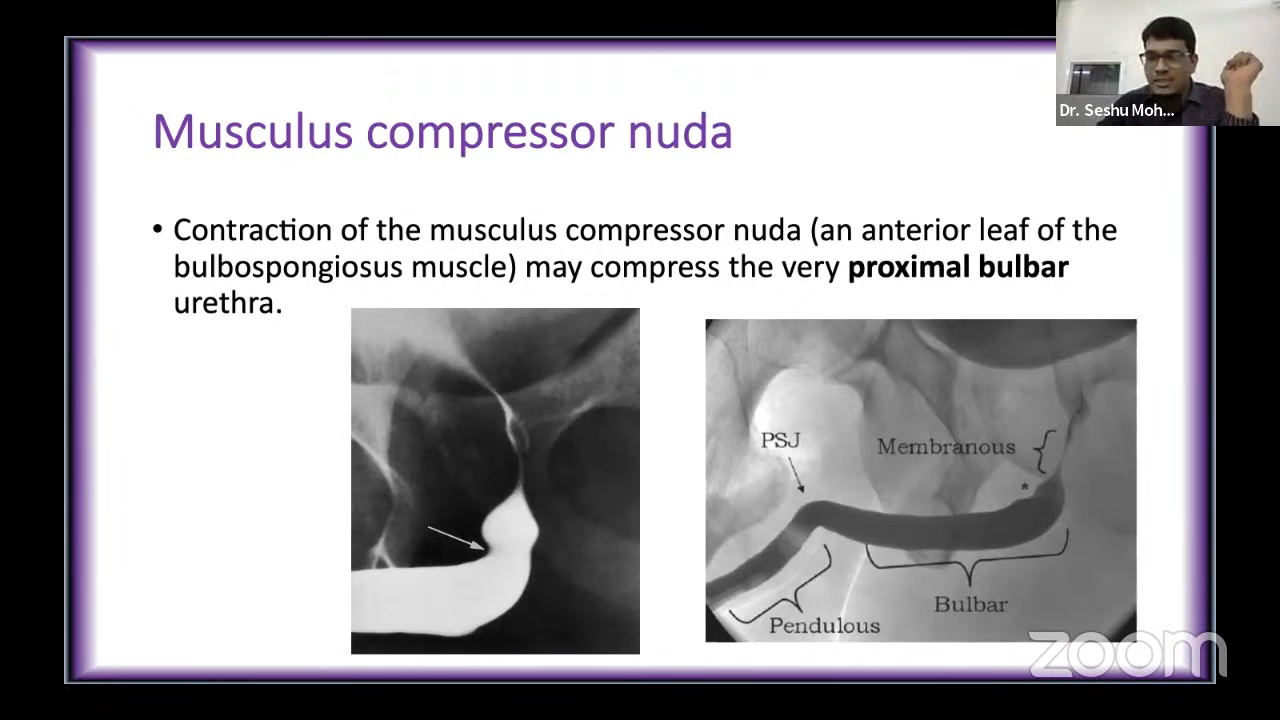 Dr. Seshu Moh...
Musculus compressor nuda
• Contraction of the musculus compressor nuda (an anterior leaf of the
bulbospongiosus muscle) may compress the very proximal bulbar
urethra.
PSJ
Membranous
*
Bulbar
Pendulous
zoom